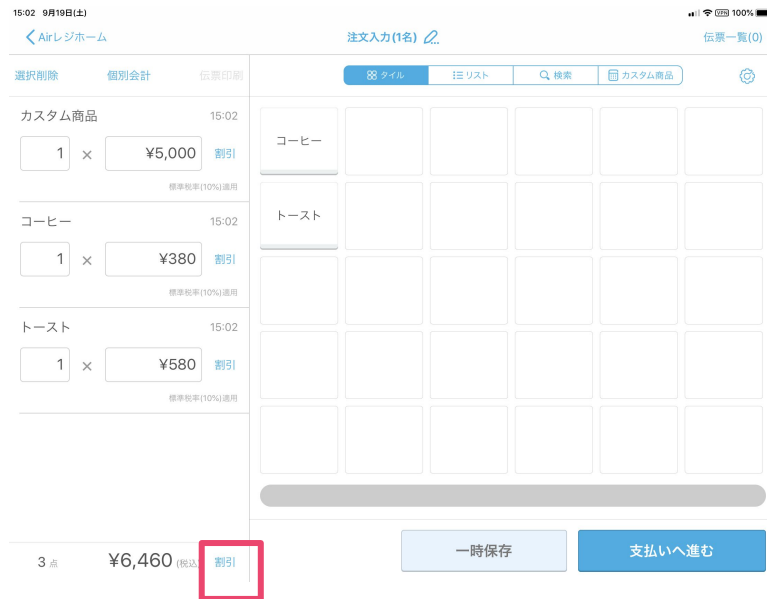 15:02 9月19日(土)
VPN 100%
Airレジホーム
注文入力(1名)
伝票一覧(0)
選択削除 個別会計 伝票印刷
タイル リスト 検索 カスタム商品
カスタム商品 15:02
1 × ¥5,000 割引
標準税率(10%)適用
コーヒー 15:02
1 × ¥380 割引
標準税率(10%)適用
トースト 15:02
1 × ¥580 割引
標準税率(10%)適用
コーヒー
トースト
3 点 ¥6,460 (税込) 割引
一時保存
支払いへ進む